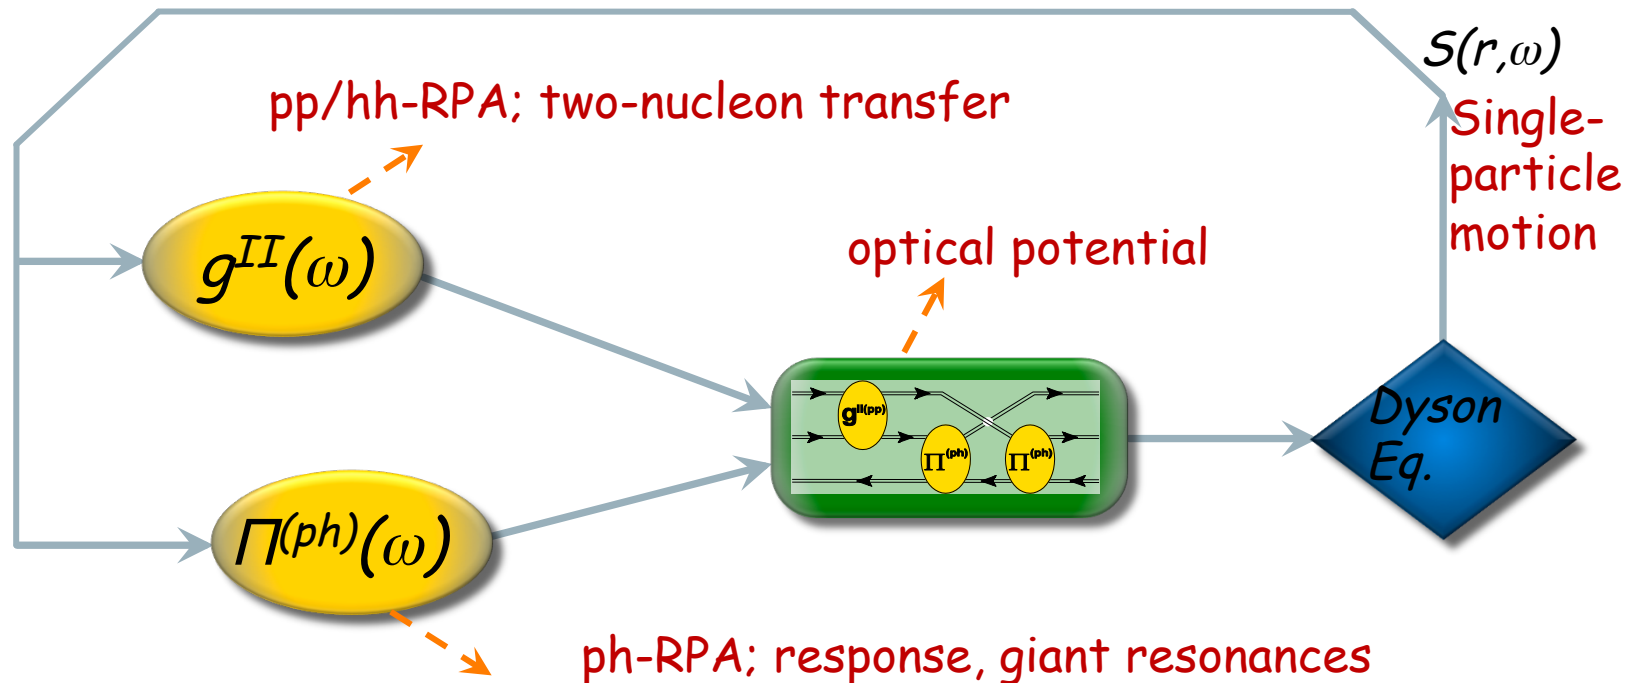 S(r,ω)
pp/hh-RPA; two-nucleon transfer
Single-
particle
motion
g^II(ω)
optical potential
g^II(pp)
Π^(ph)
Π^(ph)
Dyson
Eq.
Π^(ph)(ω)
ph-RPA; response, giant resonances